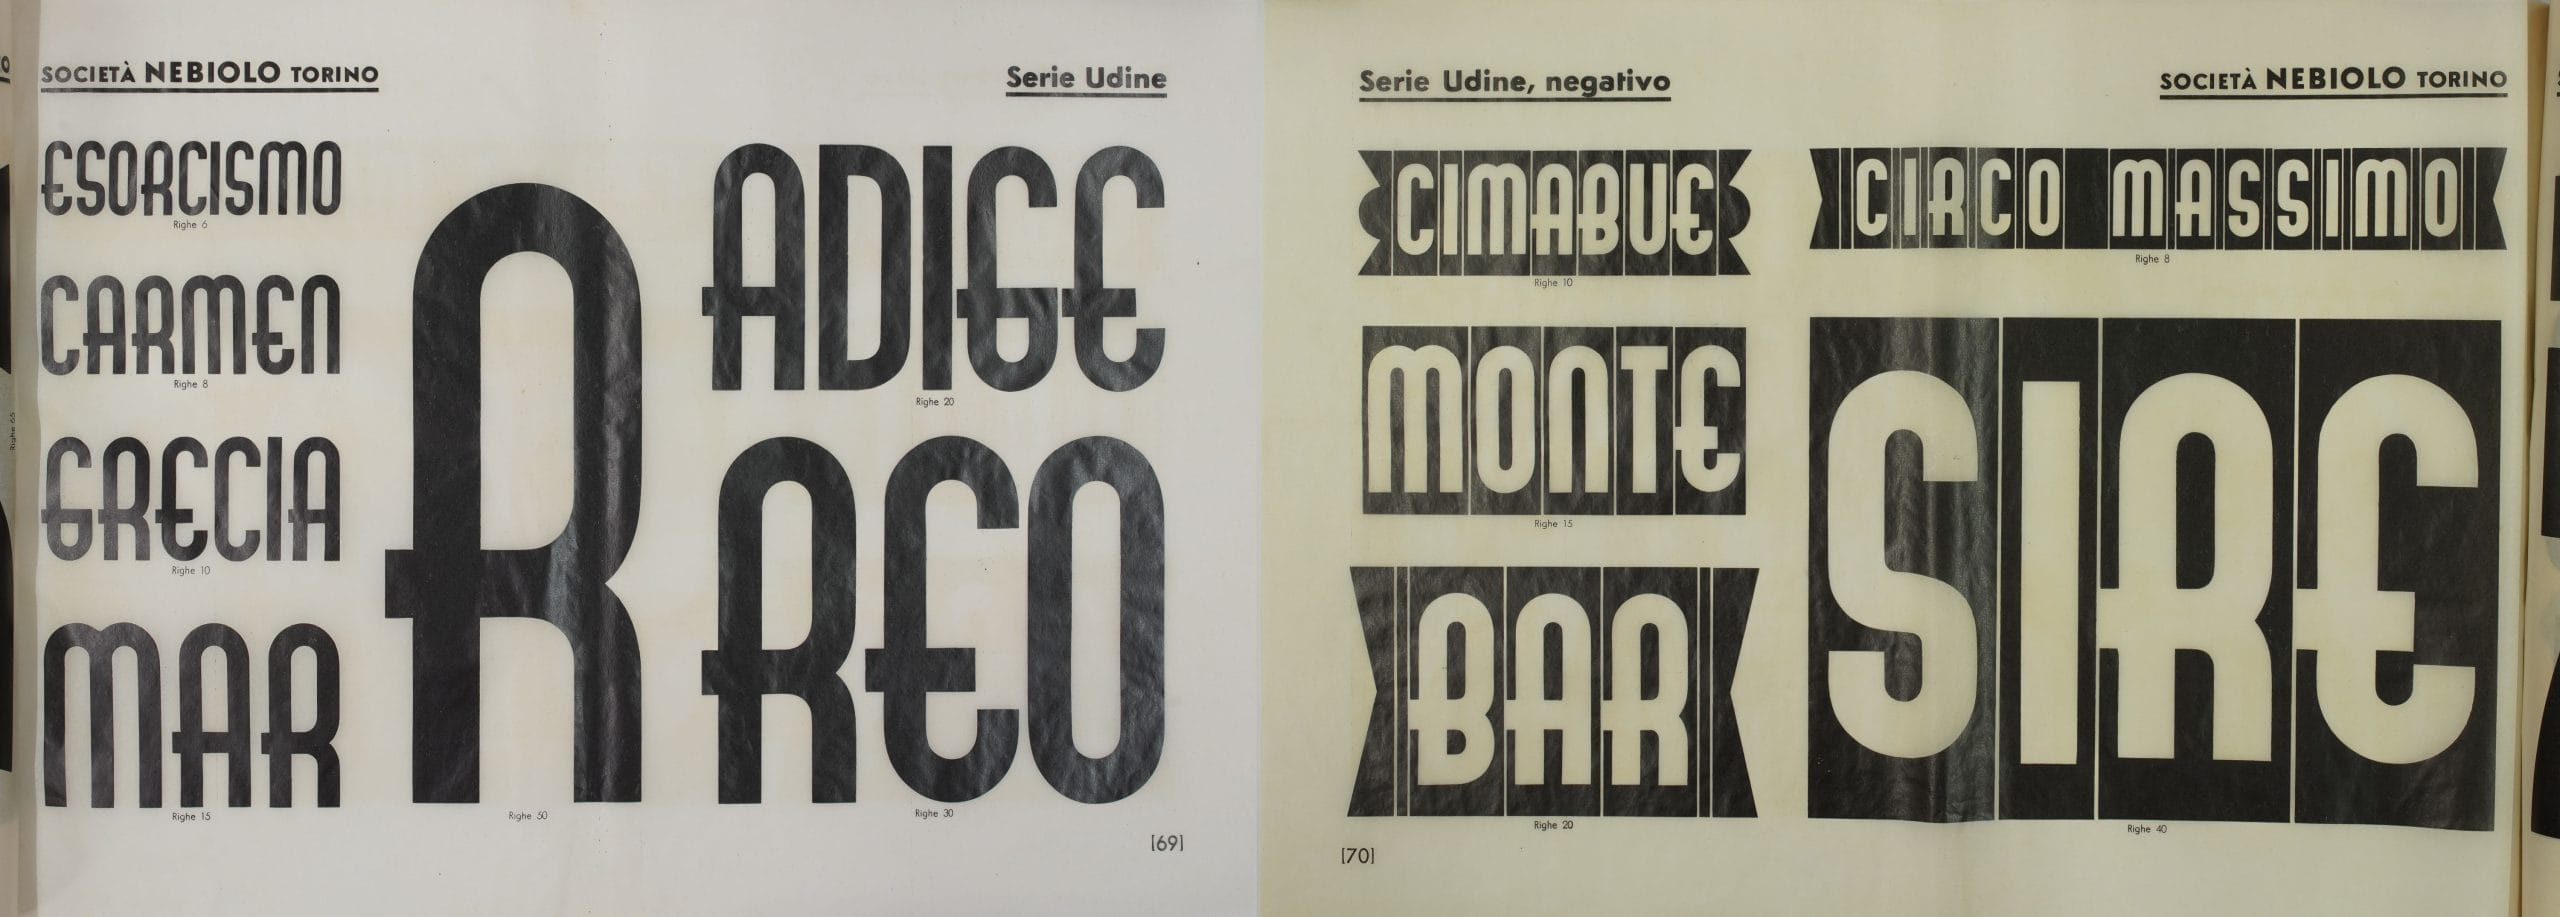 SOCIETÀ NEBIOLO TORINO
Serie Udine
ESORCISMO
Righe 6
CARMEN
Righe 8
GRECIA
Righe 10
MAR
Righe 15
R
Righe 50
ADIGE
Righe 20
REO
Righe 30
[69]
Serie Udine, negativo
SOCIETÀ NEBIOLO TORINO
CIMABUE
Righe 10
MONTE
Righe 15
BAR
Righe 20
CIRCO MASSIMO
Righe 8
SIRE
Righe 40
[70]
Righe 65